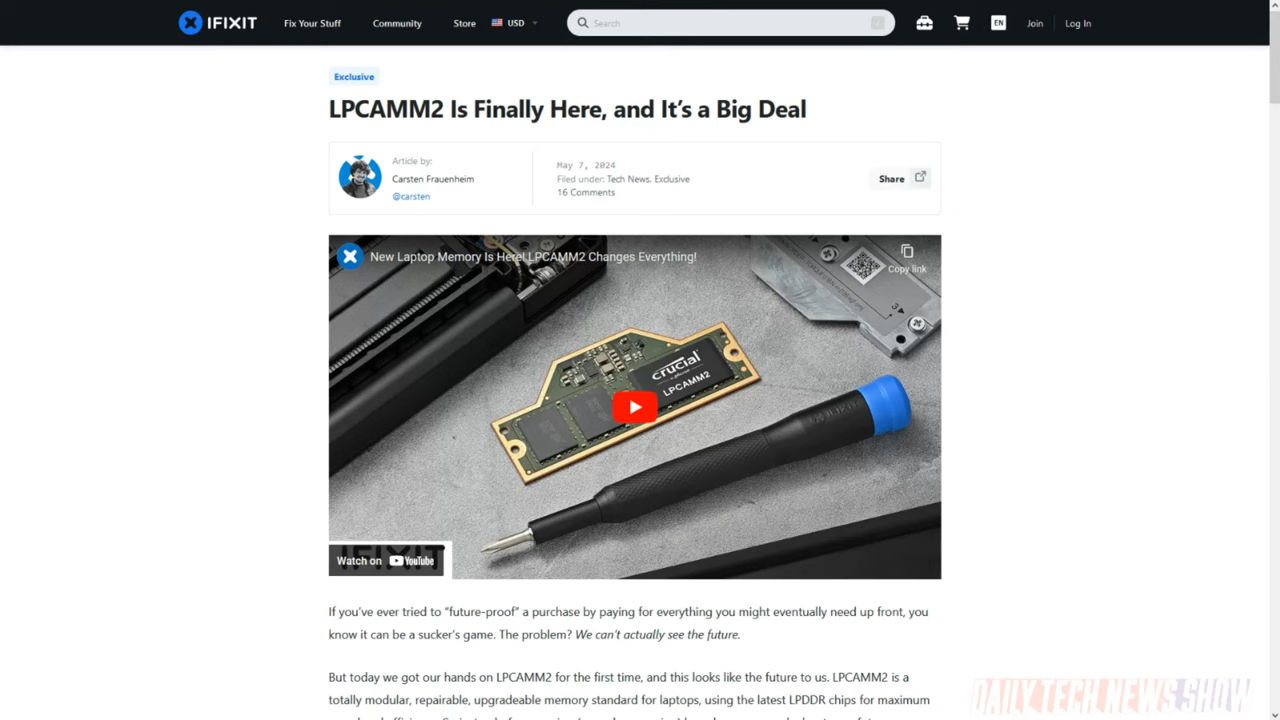 IFIXIT Fix Your Stuff Community Store USD Search / EN Join Log In
Exclusive
LPCAMM2 Is Finally Here, and It's a Big Deal
Article by:
Carsten Frauenheim
@carsten
May 7, 2024
Filed under: Tech News, Exclusive
16 Comments
Share
New Laptop Memory Is Here! LPCAMM2 Changes Everything!
Copy link
crucial
LPCAMM2
3
Watch on YouTube
IFIXIT
If you've ever tried to “future-proof” a purchase by paying for everything you might eventually need up front, you
know it can be a sucker's game. The problem? We can't actually see the future.
But today we got our hands on LPCAMM2 for the first time, and this looks like the future to us. LPCAMM2 is a
totally modular, repairable, upgradeable memory standard for laptops, using the latest LPDDR chips for maximum
DAILY TECH NEWS SHOW